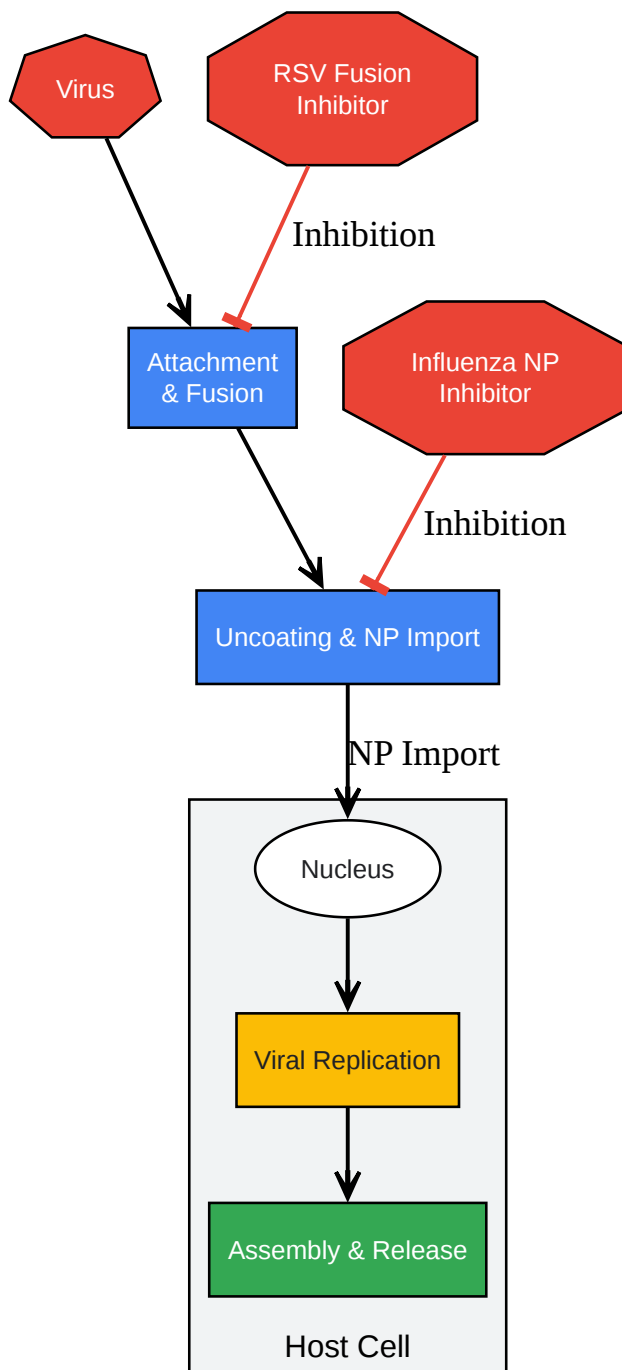 Virus
RSV Fusion
Inhibitor
Inhibition
Attachment
& Fusion
Influenza NP
Inhibitor
Inhibition
Uncoating & NP Import
NP Import
Nucleus
Viral Replication
Assembly & Release
Host Cell